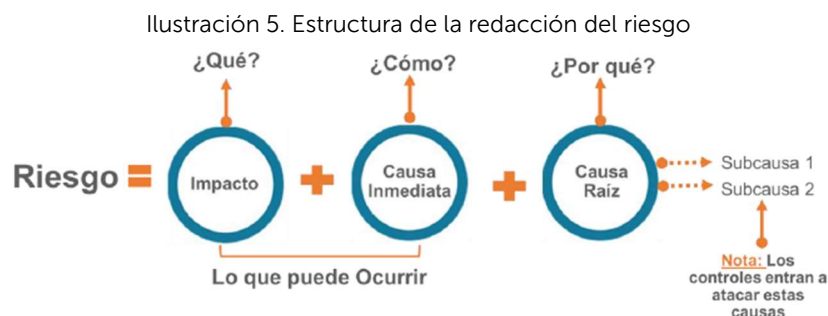 Ilustración 5. Estructura de la redacción del riesgo
¿Qué?
¿Cómo?
¿Por qué?
Riesgo =
Impacto
+
Causa
Inmediata
+
Causa
Raíz
Subcausa 1
Subcausa 2
Lo que puede Ocurrir
Nota: Los
controles entran a
atacar estas
causas